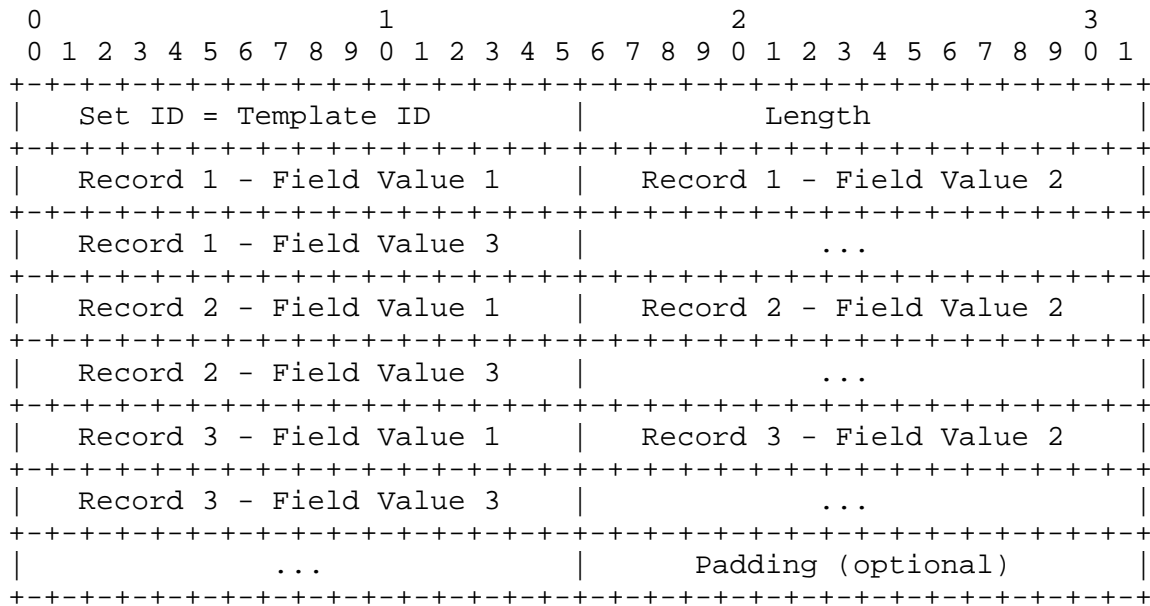 0                   1                   2                   3
 0 1 2 3 4 5 6 7 8 9 0 1 2 3 4 5 6 7 8 9 0 1 2 3 4 5 6 7 8 9 0 1
+-+-+-+-+-+-+-+-+-+-+-+-+-+-+-+-+-+-+-+-+-+-+-+-+-+-+-+-+-+-+-+-+
|   Set ID = Template ID        |          Length               |
+-+-+-+-+-+-+-+-+-+-+-+-+-+-+-+-+-+-+-+-+-+-+-+-+-+-+-+-+-+-+-+-+
|   Record 1 - Field Value 1    |   Record 1 - Field Value 2    |
+-+-+-+-+-+-+-+-+-+-+-+-+-+-+-+-+-+-+-+-+-+-+-+-+-+-+-+-+-+-+-+-+
|   Record 1 - Field Value 3    |             ...               |
+-+-+-+-+-+-+-+-+-+-+-+-+-+-+-+-+-+-+-+-+-+-+-+-+-+-+-+-+-+-+-+-+
|   Record 2 - Field Value 1    |   Record 2 - Field Value 2    |
+-+-+-+-+-+-+-+-+-+-+-+-+-+-+-+-+-+-+-+-+-+-+-+-+-+-+-+-+-+-+-+-+
|   Record 2 - Field Value 3    |             ...               |
+-+-+-+-+-+-+-+-+-+-+-+-+-+-+-+-+-+-+-+-+-+-+-+-+-+-+-+-+-+-+-+-+
|   Record 3 - Field Value 1    |   Record 3 - Field Value 2    |
+-+-+-+-+-+-+-+-+-+-+-+-+-+-+-+-+-+-+-+-+-+-+-+-+-+-+-+-+-+-+-+-+
|   Record 3 - Field Value 3    |             ...               |
+-+-+-+-+-+-+-+-+-+-+-+-+-+-+-+-+-+-+-+-+-+-+-+-+-+-+-+-+-+-+-+-+
|              ...              |      Padding (optional)       |
+-+-+-+-+-+-+-+-+-+-+-+-+-+-+-+-+-+-+-+-+-+-+-+-+-+-+-+-+-+-+-+-+